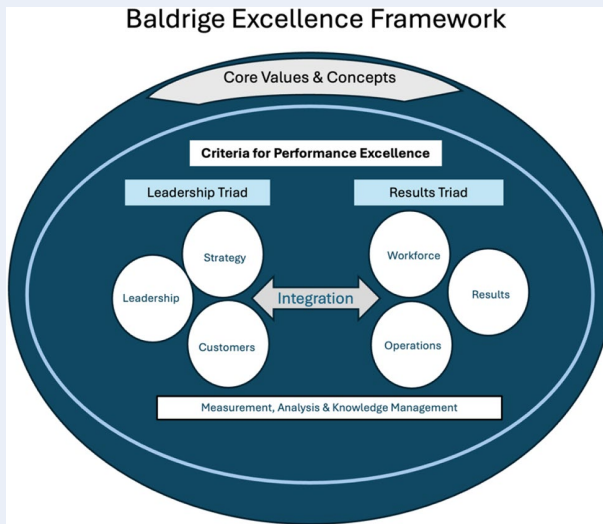 Baldrige Excellence Framework
Core Values & Concepts
Criteria for Performance Excellence
Leadership Triad
Results Triad
Strategy
Workforce
Leadership
Integration
Results
Customers
Operations
Measurement, Analysis & Knowledge Management